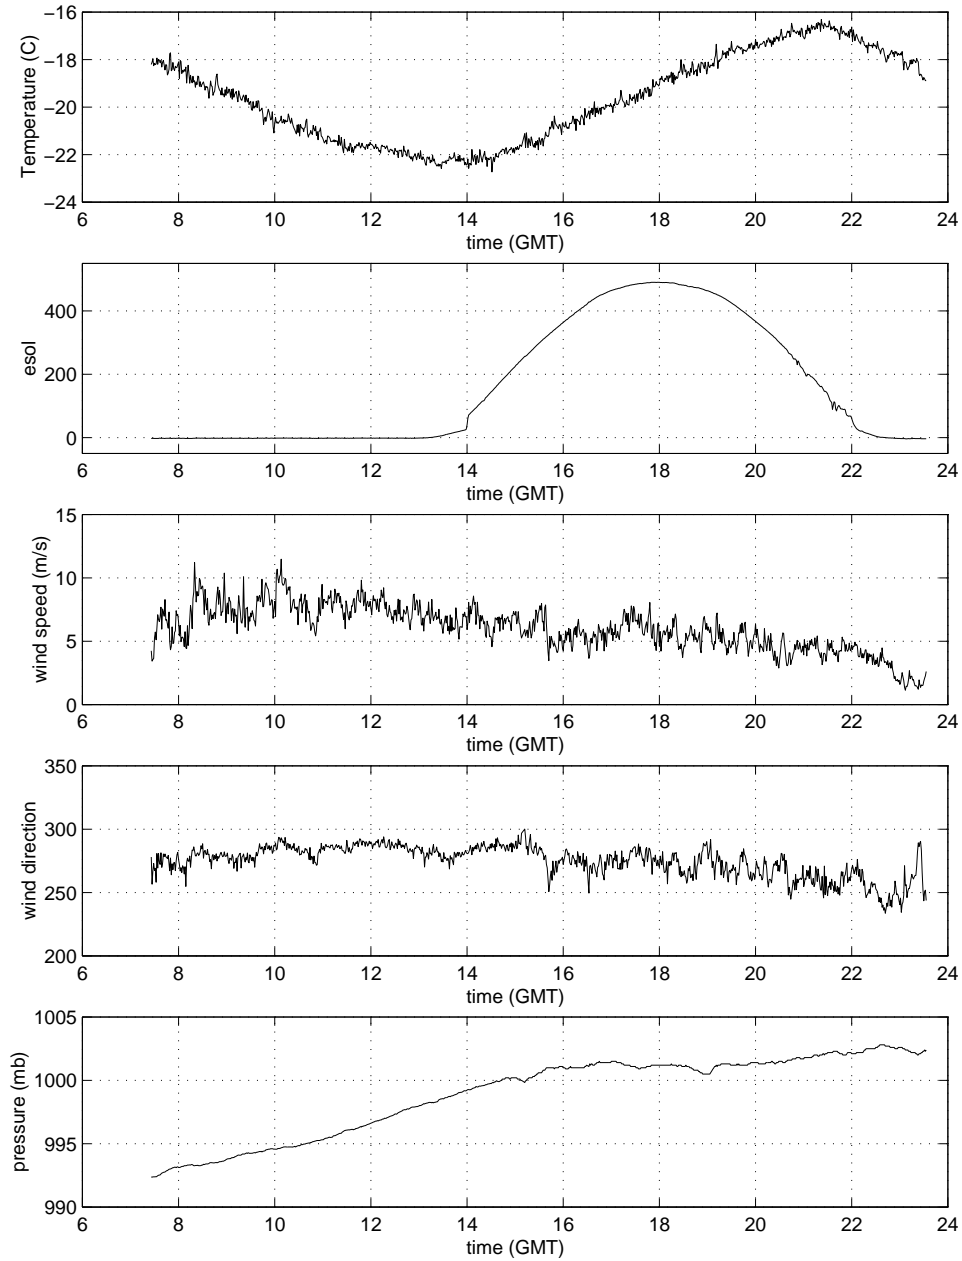 −16
−18
−20
−22
−24
Temperature (C)
6 8 10 12 14 16 18 20 22 24
time (GMT)
400
200
0
esol
6 8 10 12 14 16 18 20 22 24
time (GMT)
15
10
5
0
wind speed (m/s)
6 8 10 12 14 16 18 20 22 24
time (GMT)
350
300
250
200
wind direction
6 8 10 12 14 16 18 20 22 24
time (GMT)
1005
1000
995
990
pressure (mb)
6 8 10 12 14 16 18 20 22 24
time (GMT)